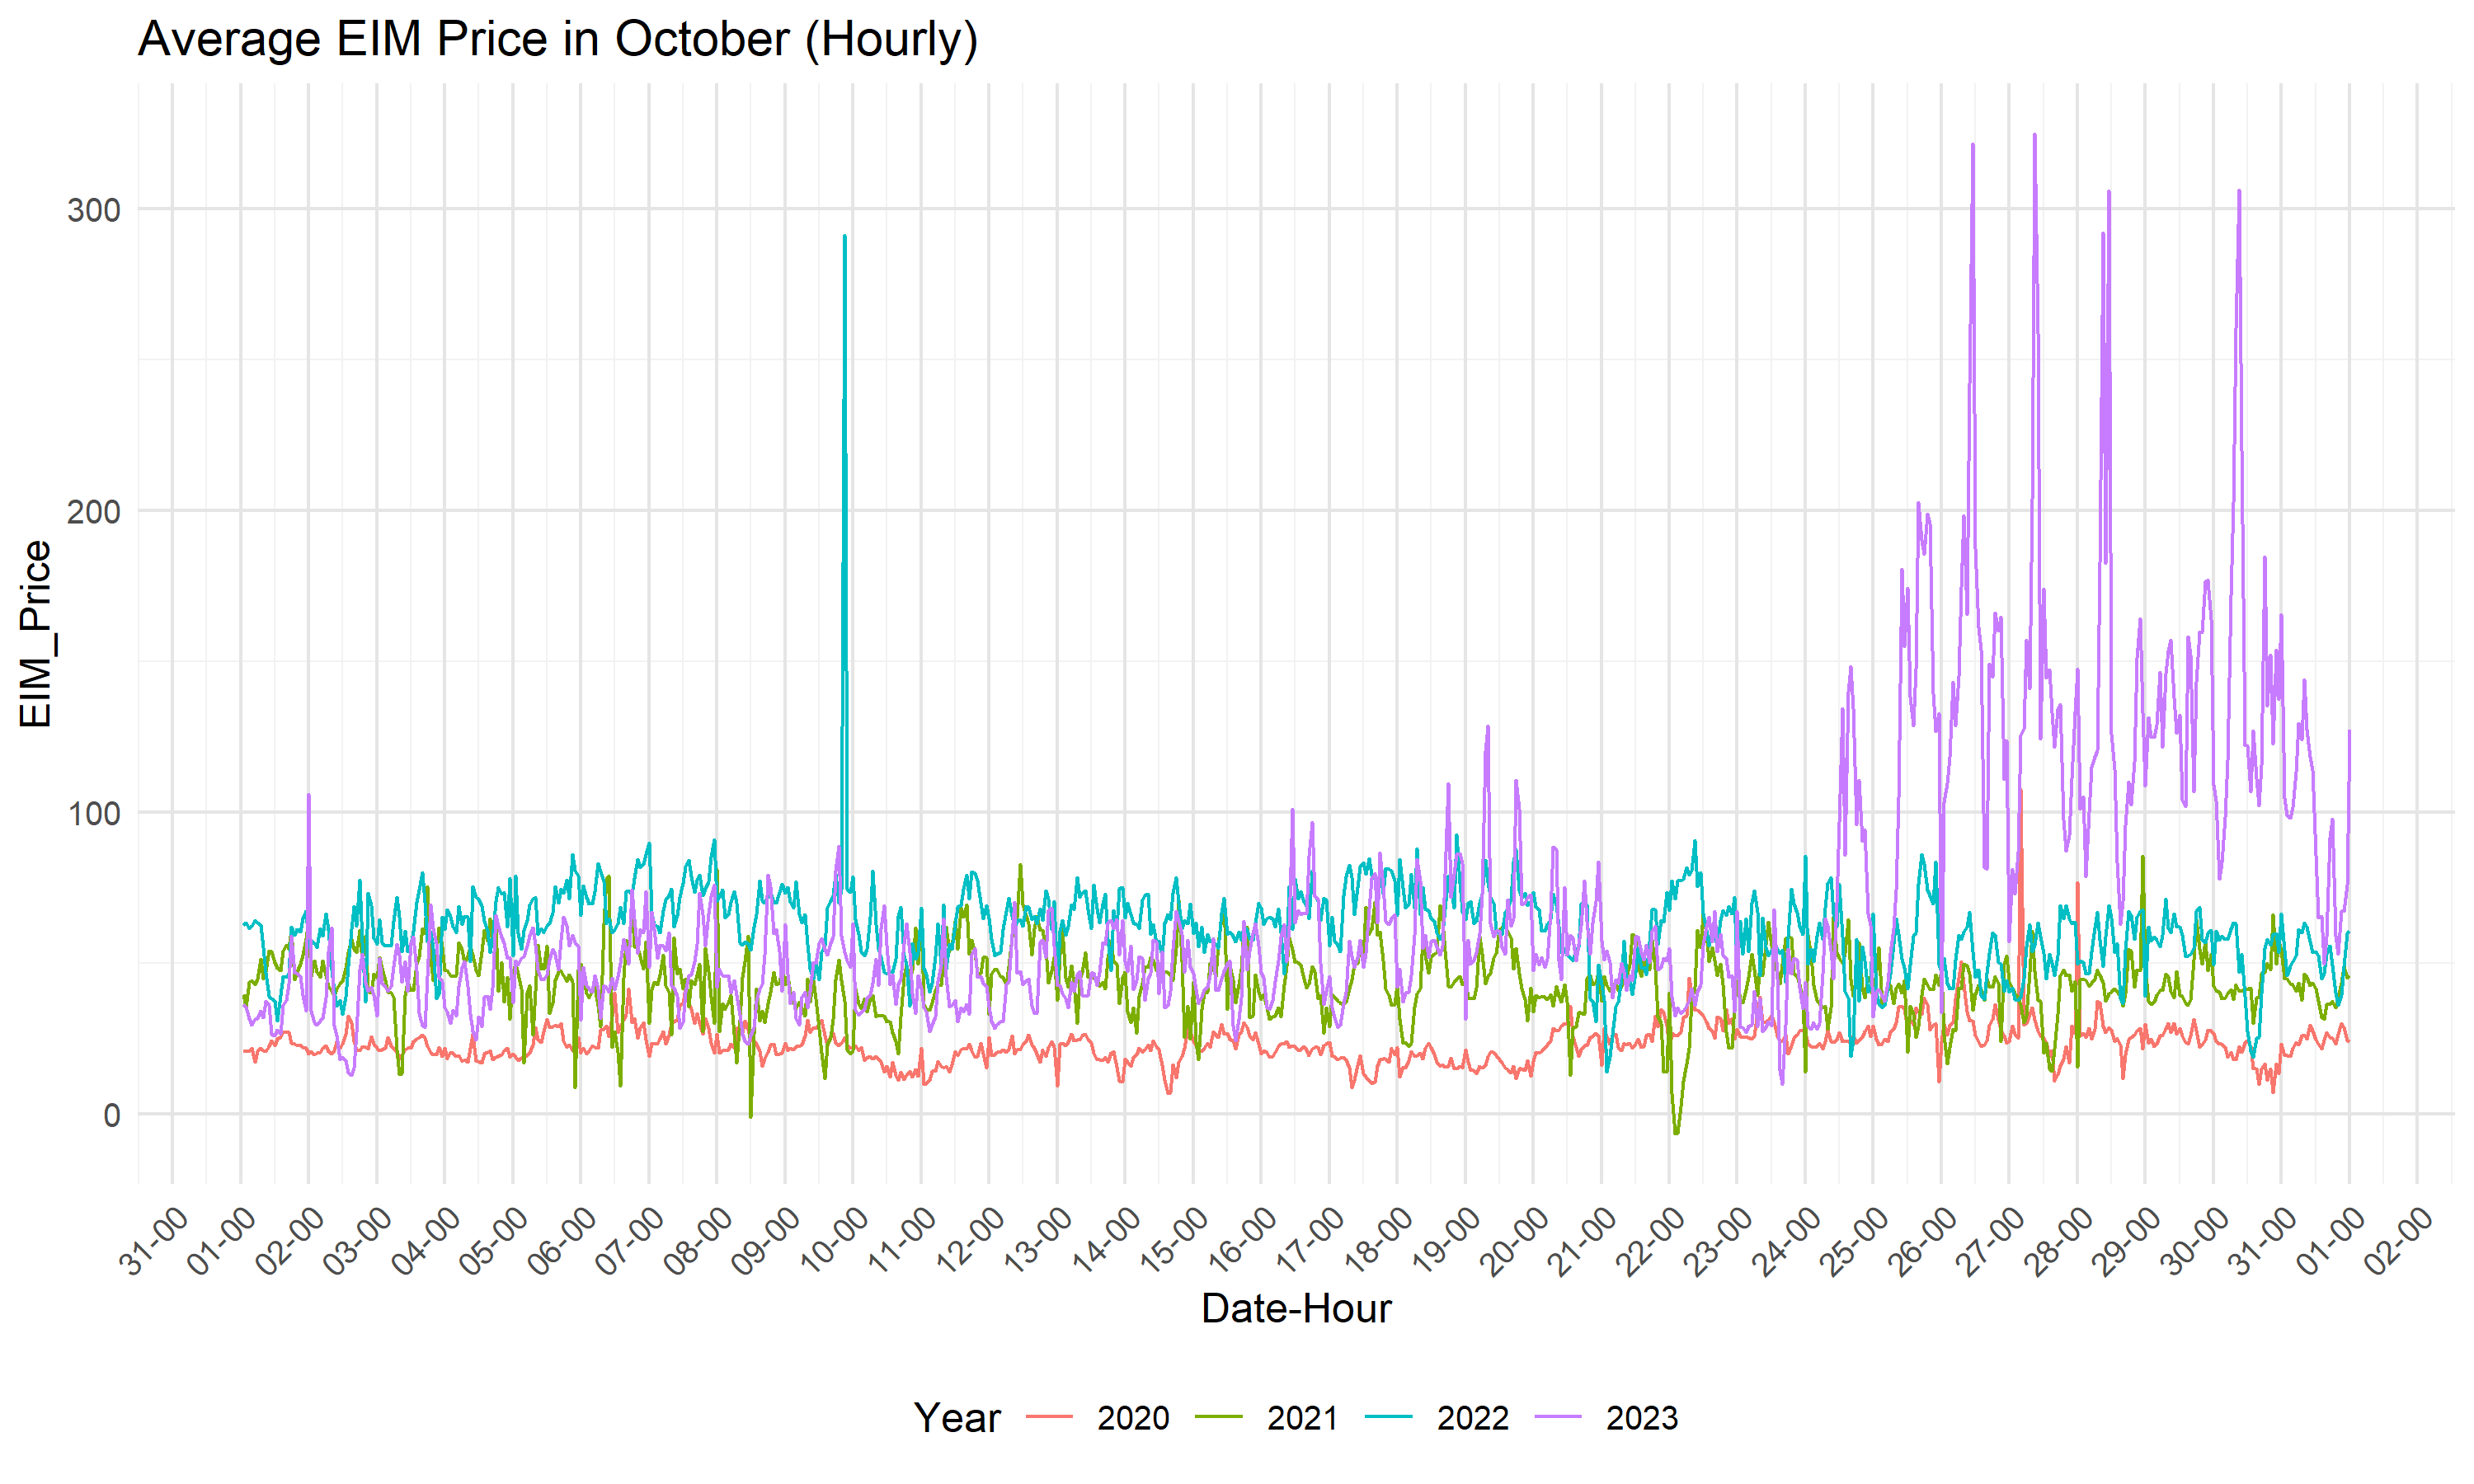 Average EIM Price in October (Hourly)
EIM_Price
300
200
100
0
31-00 01-00 02-00 03-00 04-00 05-00 06-00 07-00 08-00 09-00 10-00 11-00 12-00 13-00 14-00 15-00 16-00 17-00 18-00 19-00 20-00 21-00 22-00 23-00 24-00 25-00 26-00 27-00 28-00 29-00 30-00 31-00 01-00 02-00
Date-Hour
Year 2020 2021 2022 2023